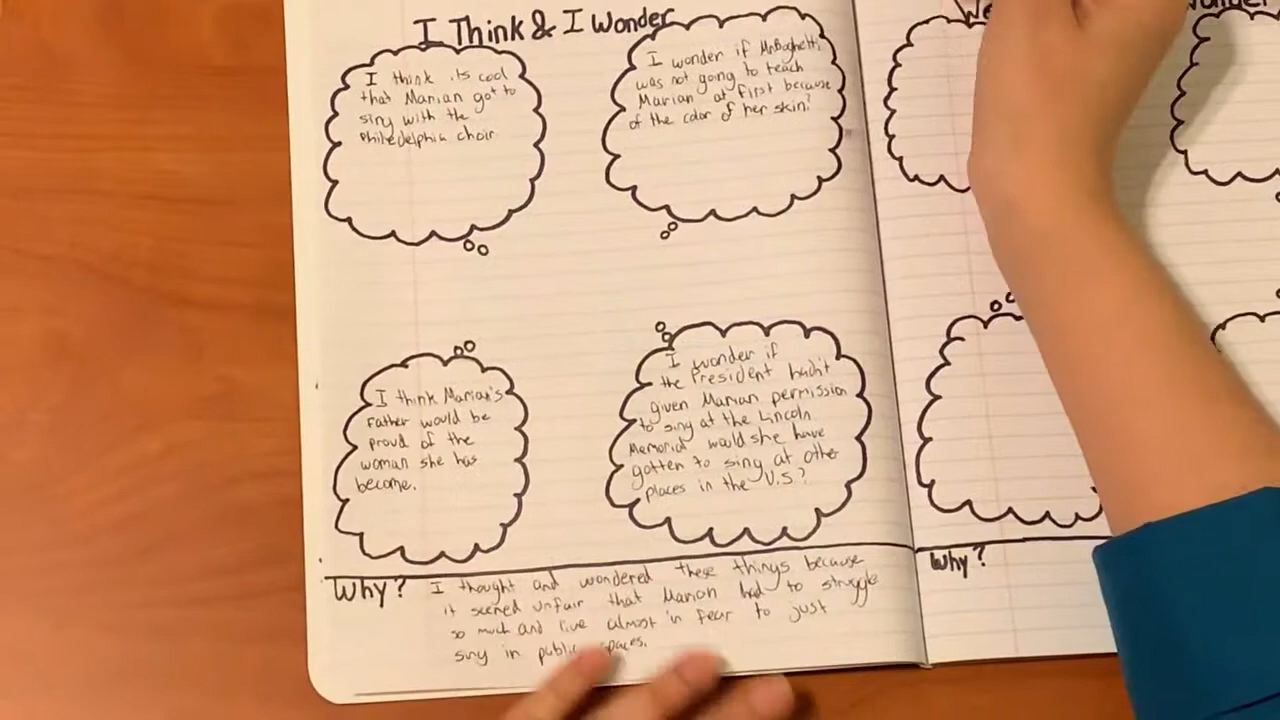 I Think & I Wonder
I think its cool
that Marian got to
sing with the
Philedelphia choir
I wonder if Mr. Boghetti
was not going to teach
Marian at first because
of the color of her skin?
I think Marian's
Father would be
proud of the
woman she has
become.
I wonder if
the President hadn't
given Marian permission
to sing at the Lincoln
Memorial would she have
gotten to sing at other
places in the U.S?
Why? I thought and wondered these things because
it seemed unfair that Marian had to struggle
so much and live almost in fear to just
sing in public spaces.
We
Why?